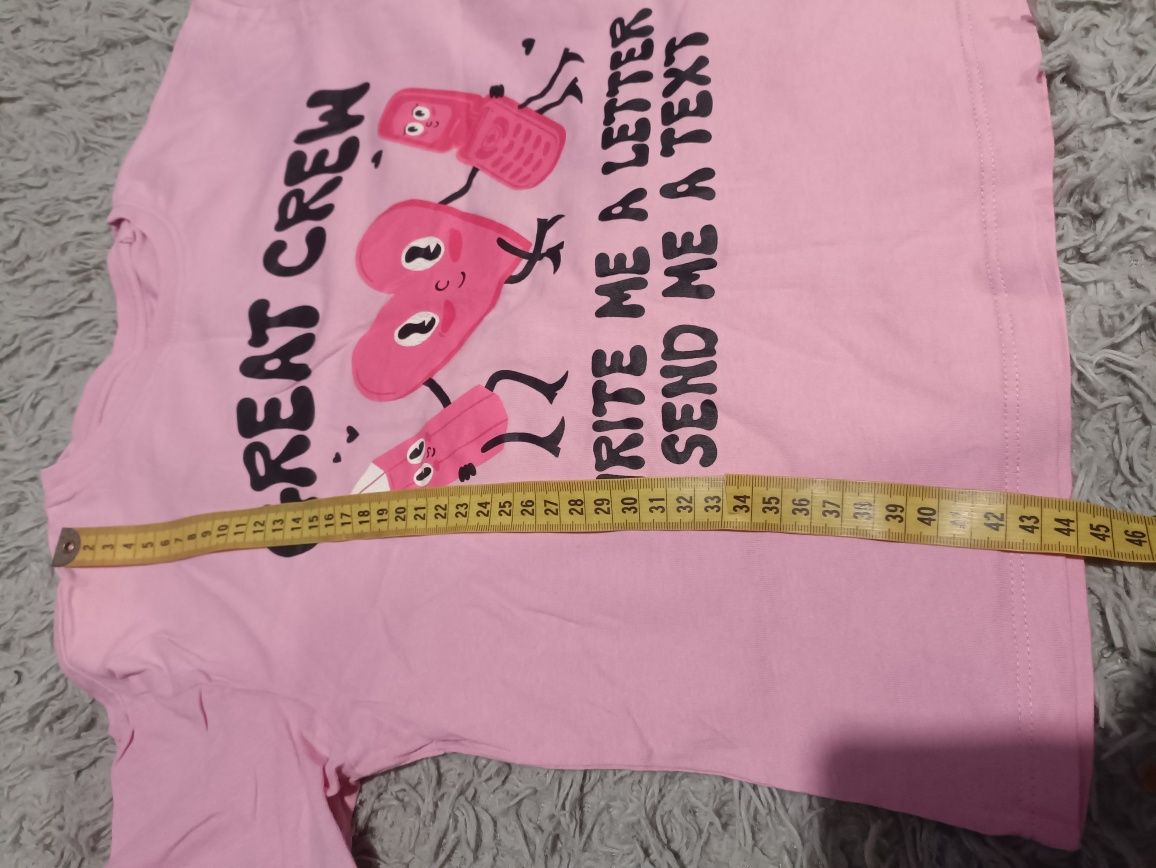 GREAT CREW
WRITE ME A LETTER
SEND ME A TEXT
2 3 4 5 6 7 8 9 10 11 12 13 14 15 16 17 18 19 20 21 22 23 24 25 26 27 28 29 30 31 32 33 34 35 36 37 38 39 40 41 42 43 44 45 46